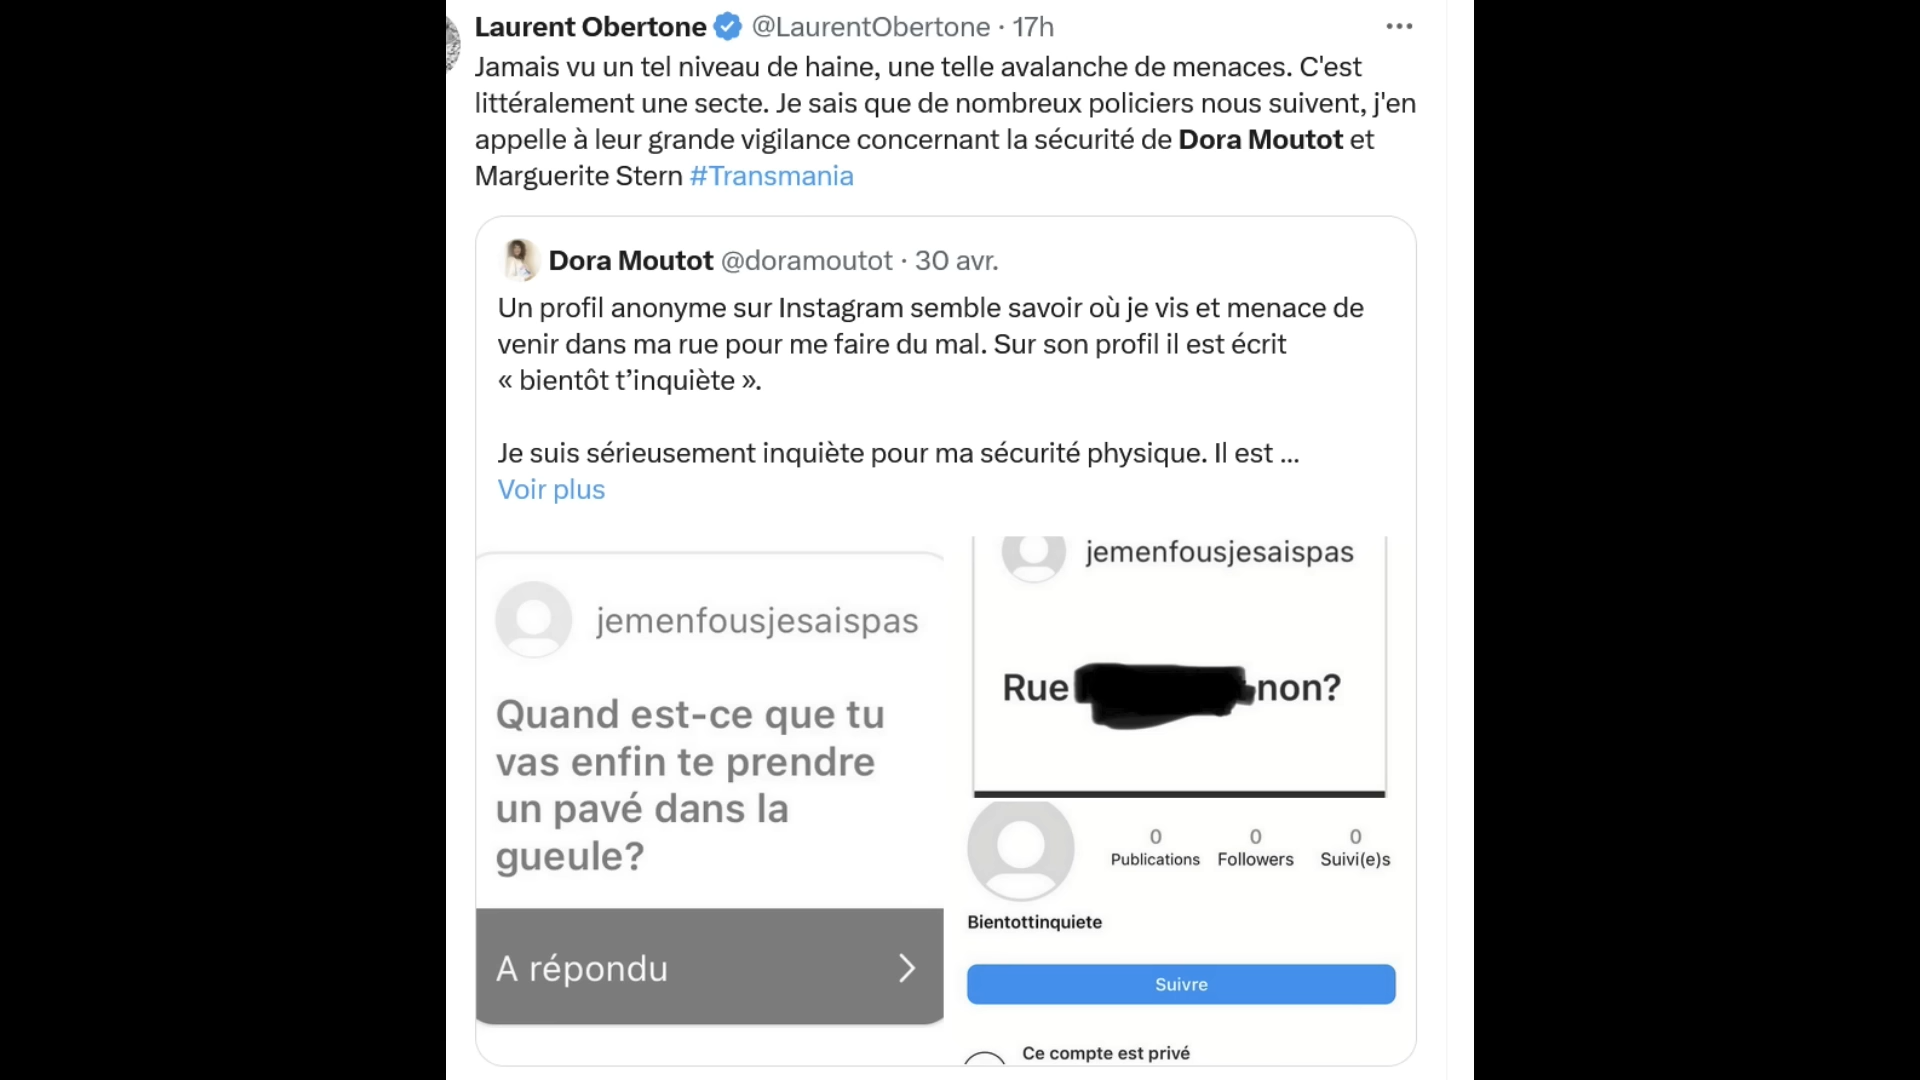 Laurent Obertone @LaurentObertone · 17h
Jamais vu un tel niveau de haine, une telle avalanche de menaces. C'est
littéralement une secte. Je sais que de nombreux policiers nous suivent, j'en
appelle à leur grande vigilance concernant la sécurité de Dora Moutot et
Marguerite Stern #Transmania
Dora Moutot @doramoutot · 30 avr.
Un profil anonyme sur Instagram semble savoir où je vis et menace de
venir dans ma rue pour me faire du mal. Sur son profil il est écrit
« bientôt t’inquiète ».
Je suis sérieusement inquiète pour ma sécurité physique. Il est ...
Voir plus
jemenfousjesaispas
Quand est-ce que tu
vas enfin te prendre
un pavé dans la
gueule?
A répondu
jemenfousjesaispas
Rue non?
0 0 0
Publications Followers Suivi(e)s
Bientottinquiete
Suivre
Ce compte est privé